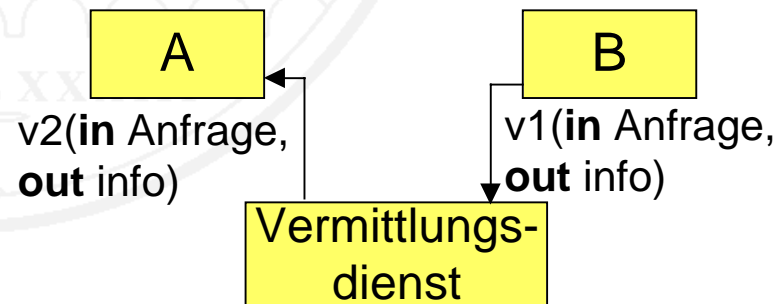 A
B
v2(in Anfrage,
out info)
v1(in Anfrage,
out info)
Vermittlungs-
dienst